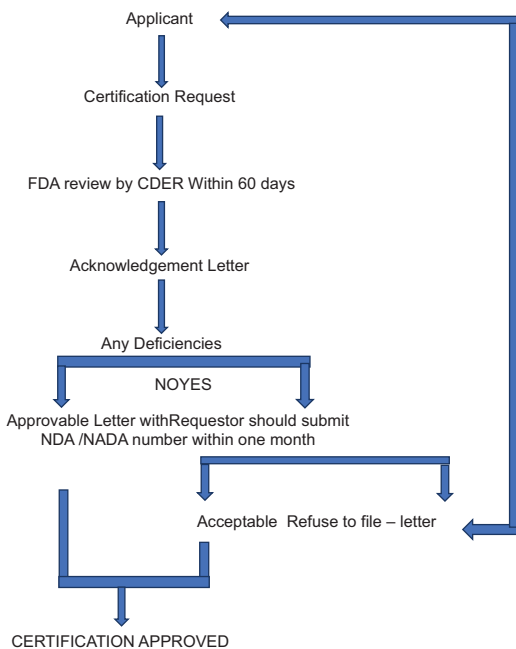 Applicant
Certification Request
FDA review by CDER Within 60 days
Acknowledgement Letter
Any Deficiencies
NOYES
Approvable Letter withRequestor should submit
NDA /NADA number within one month
Acceptable Refuse to file – letter
CERTIFICATION APPROVED